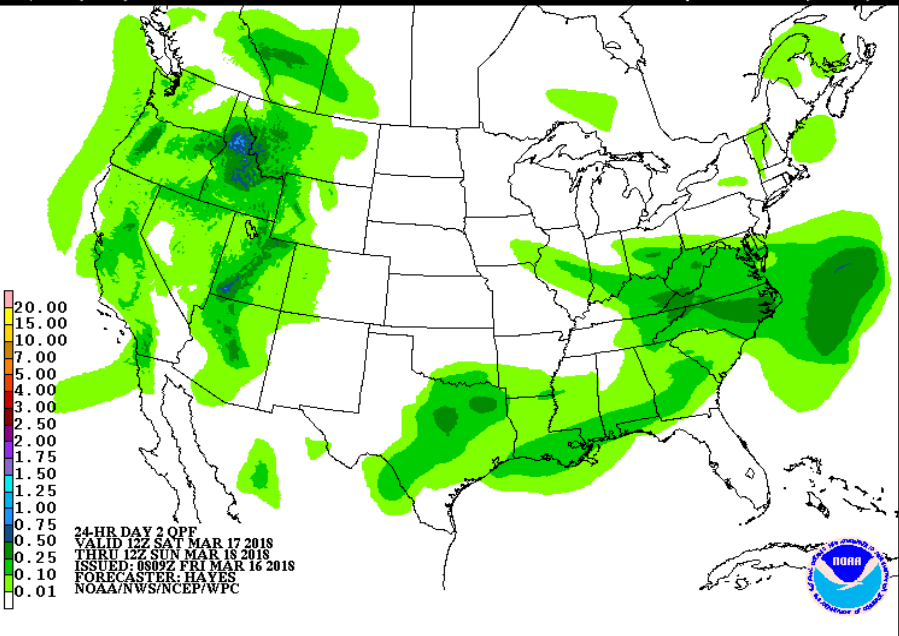 20.00
15.00
10.00
7.00
5.00
4.00
3.00
2.50
2.00
1.75
1.50
1.25
1.00
0.75
0.50
0.25
0.10
0.01
24-HR DAY 2 QPF
VALID 12Z SAT MAR 17 2018
THRU 12Z SUN MAR 18 2018
ISSUED: 0809Z FRI MAR 16 2018
FORECASTER: HAYES
NOAA/NWS/NCEP/WPC
NOAA